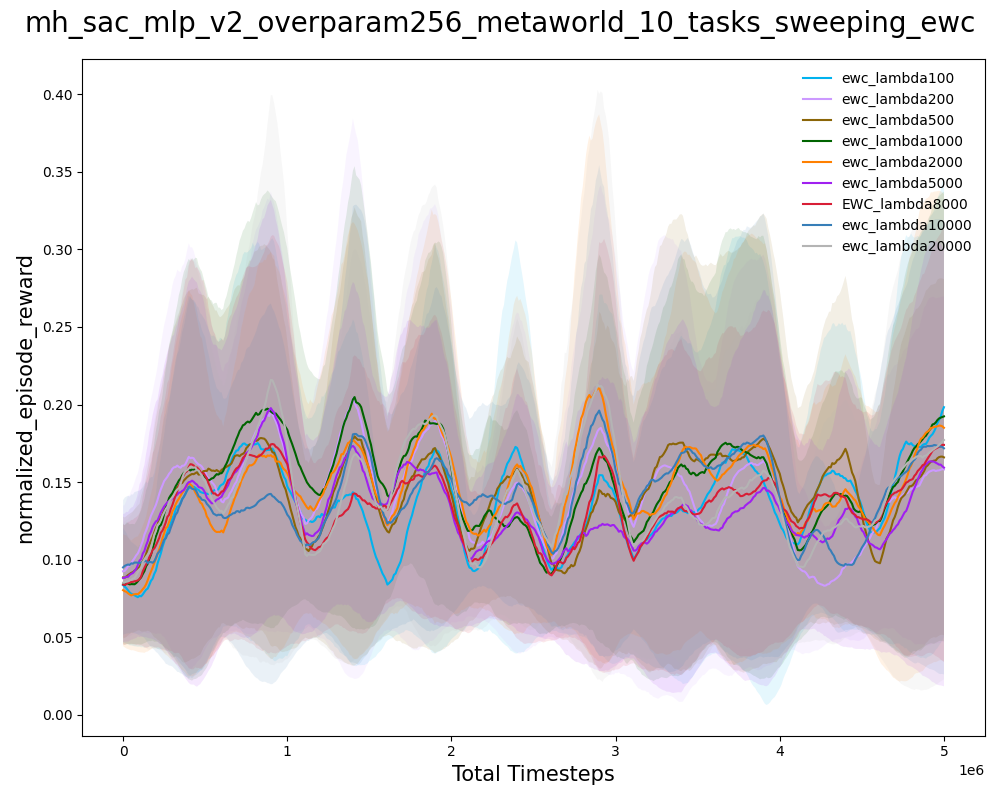 mh_sac_mlp_v2_overparam256_metaworld_10_tasks_sweeping_ewc
normalized_episode_reward
0.40
0.35
0.30
0.25
0.20
0.15
0.10
0.05
0.00
ewc_lambda100
ewc_lambda200
ewc_lambda500
ewc_lambda1000
ewc_lambda2000
ewc_lambda5000
EWC_lambda8000
ewc_lambda10000
ewc_lambda20000
0 1 2 3 4 5
1e6
Total Timesteps